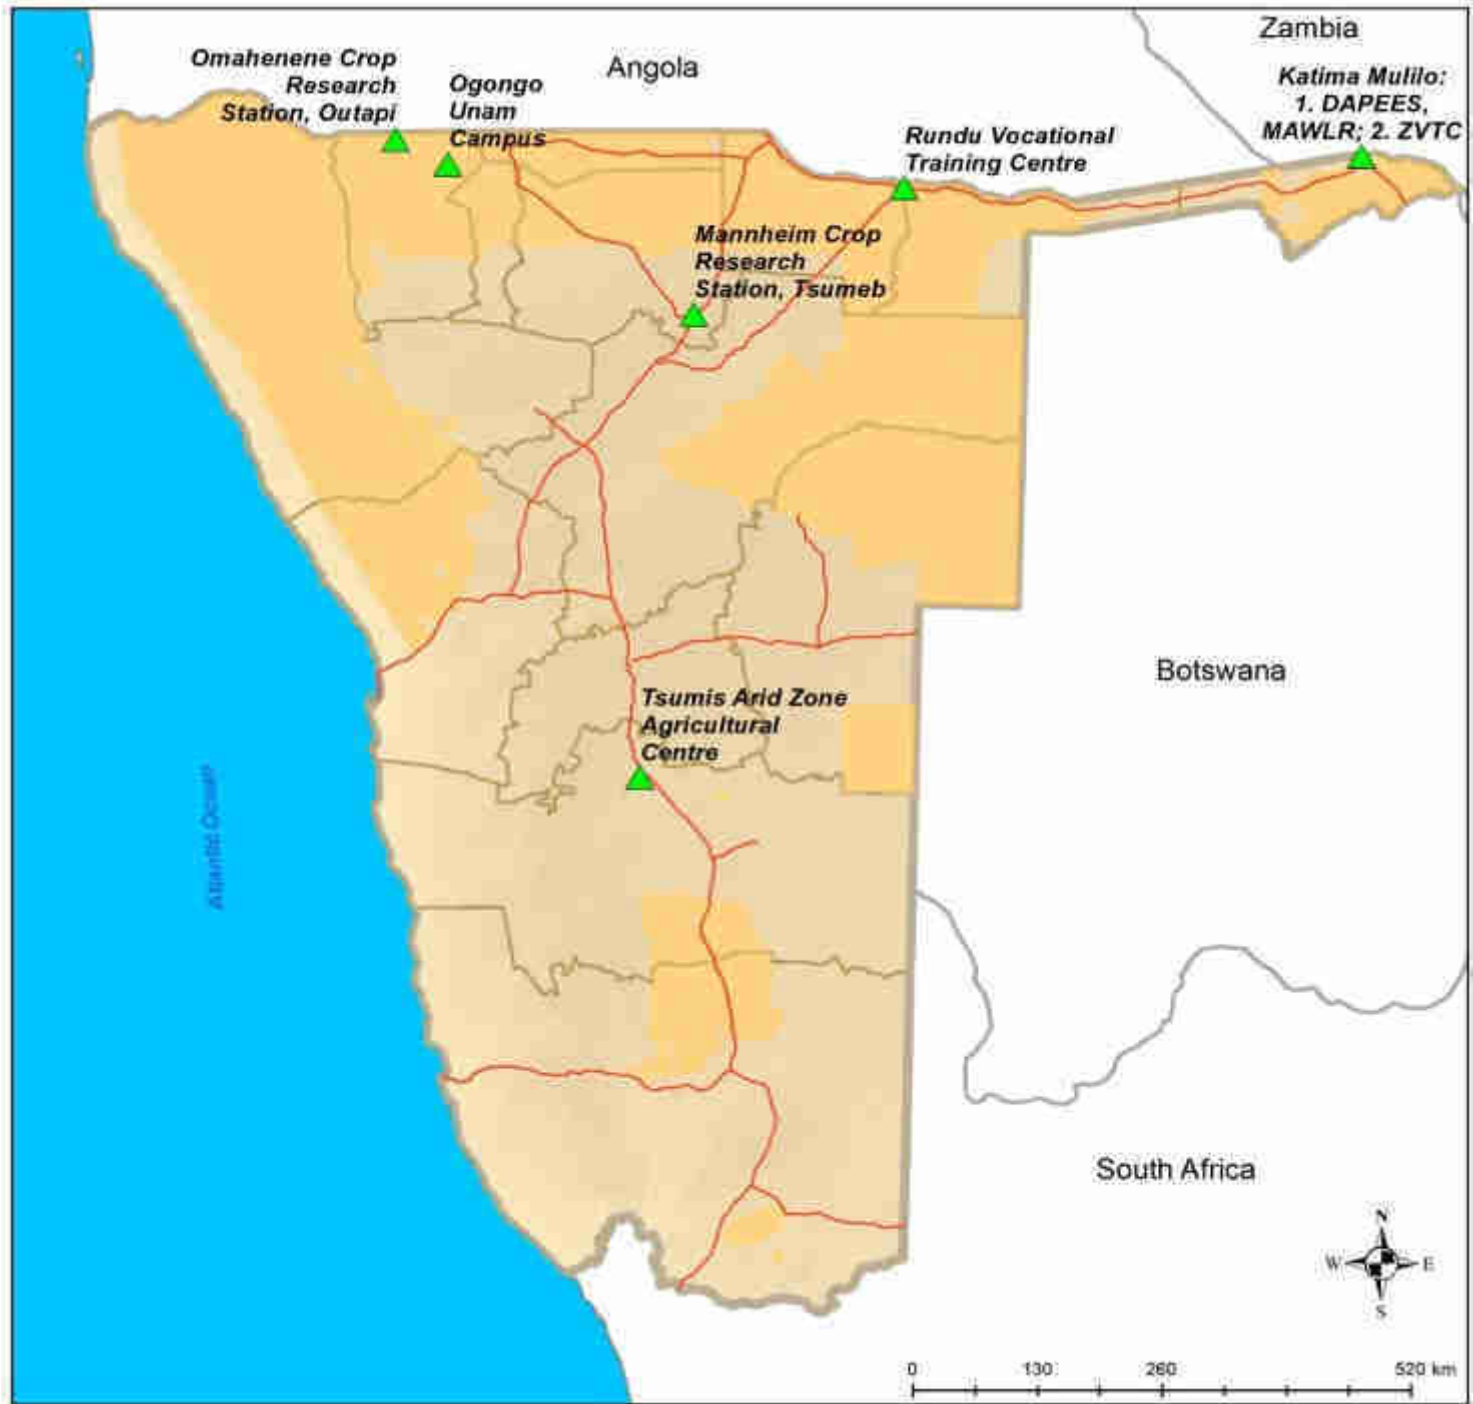 Zambia
Angola
Omahenene Crop
Research
Station, Outapi
Ogongo
Unam
Campus
Katima Mulilo:
1. DAPEES,
MAWLR; 2. ZVTC
Rundu Vocational
Training Centre
Mannheim Crop
Research
Station, Tsumeb
Botswana
Tsumis Arid Zone
Agricultural
Centre
Atlantic Ocean
South Africa
N
W E
S
0 130 260 520 km